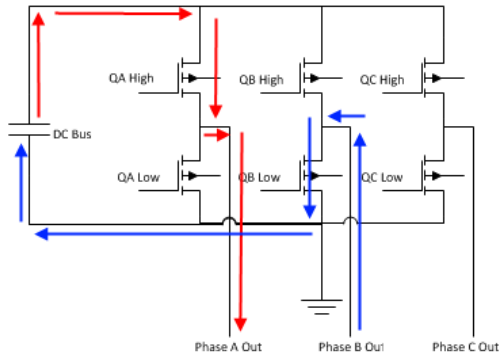 QA High
QB High
QC High
DC Bus
QA Low
QB Low
QC Low
Phase A Out
Phase B Out
Phase C Out